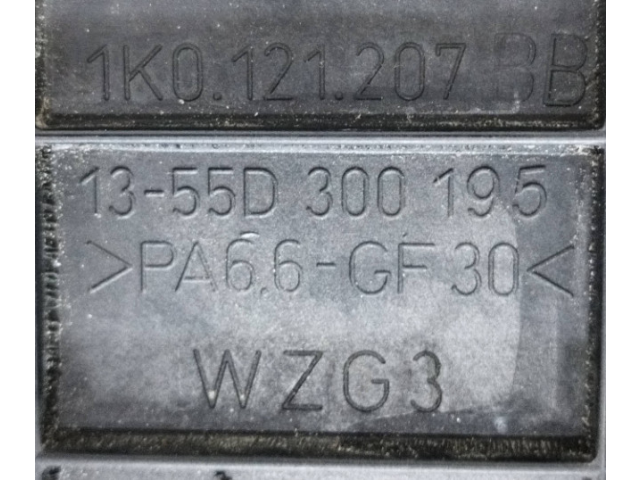 1K0.121.207 BB
13-55D 300 195
>PA6.6-GF30<
WZG3